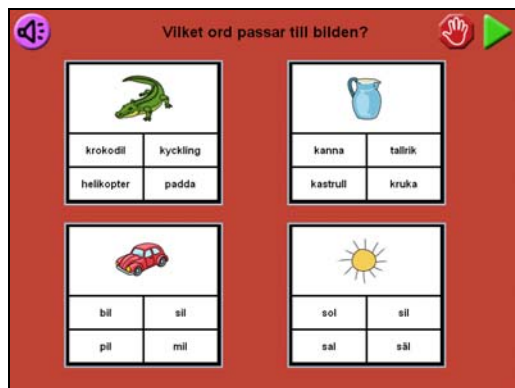 Vilket ord passar till bilden?
krokodil kyckling
helikopter padda
kanna tallrik
kastrull kruka
bil sil
pil mil
sol sil
sal säl